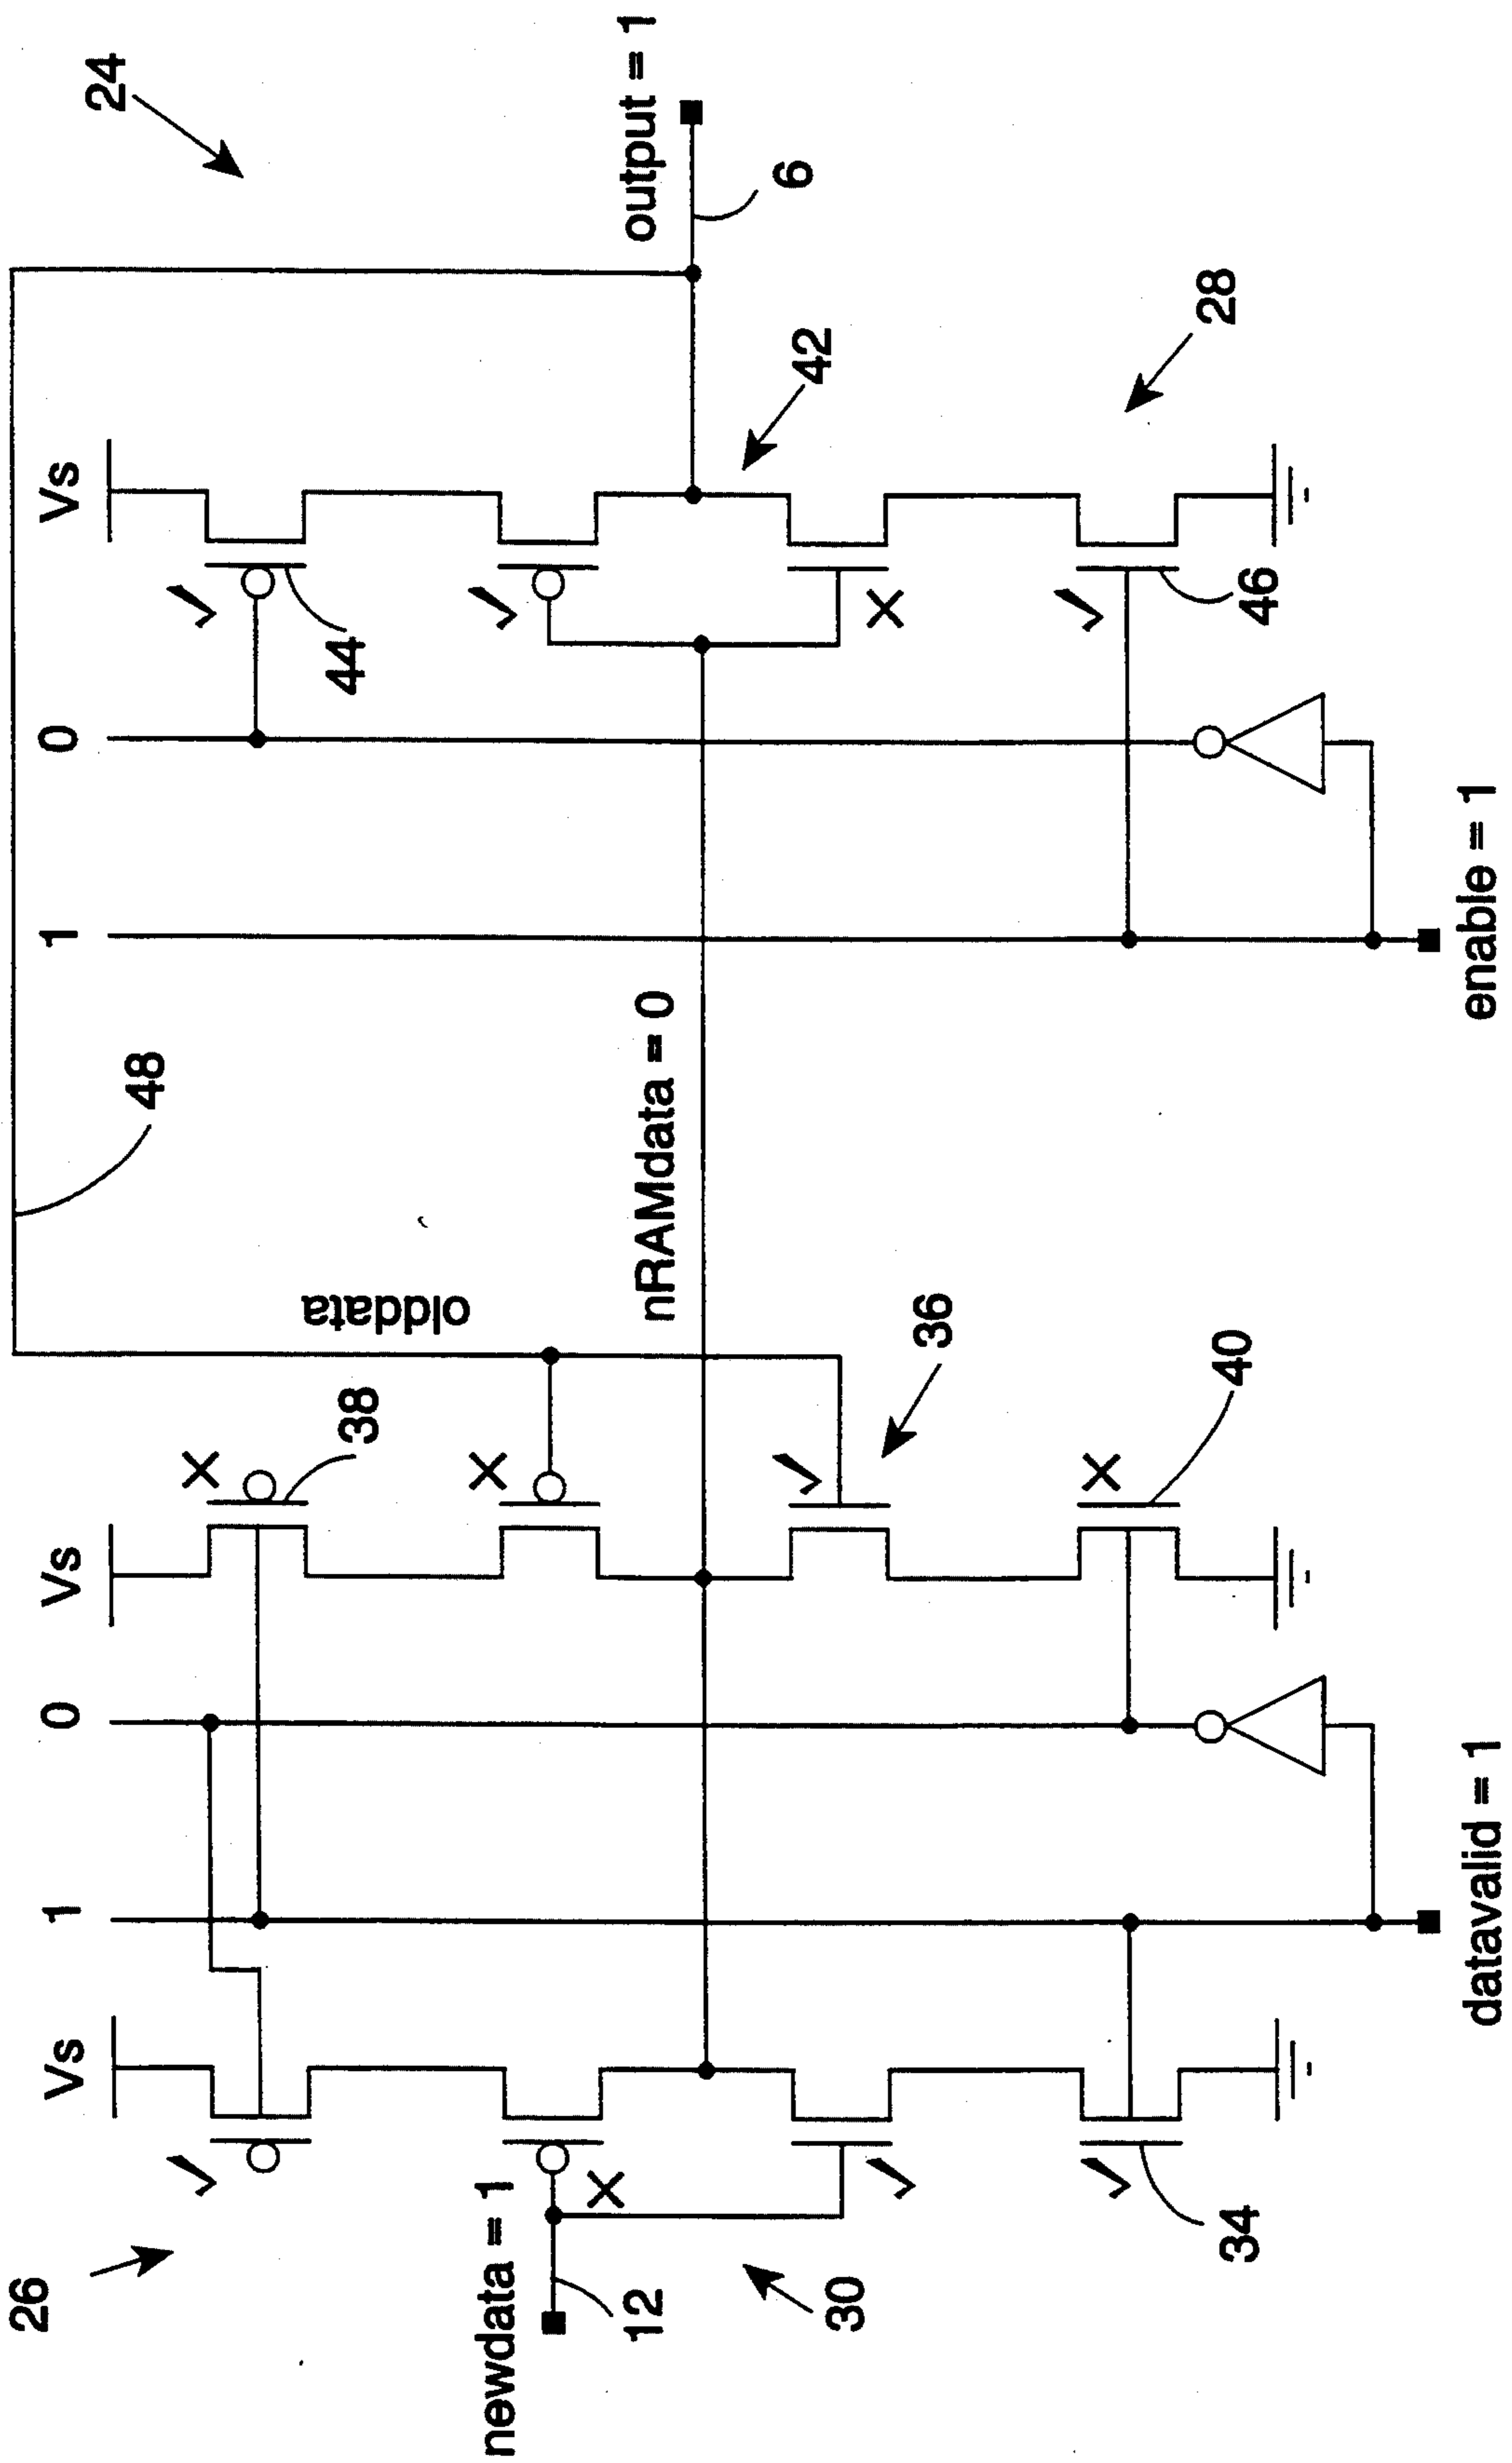 24
48
Vs
1
0
Vs
1
0
Vs
26
38
44
olddata
newdata = 1
nRAMdata = 0
output = 1
12
6
30
36
42
34
40
46
28
datavalid = 1
enable = 1